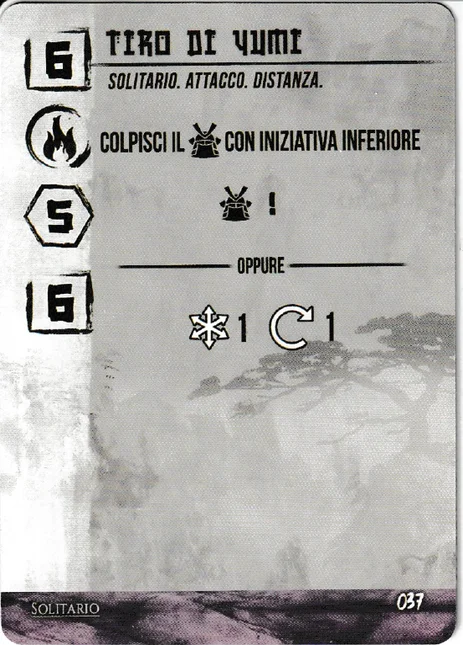 6
TIRO DI YUMI
SOLITARIO. ATTACCO. DISTANZA.
COLPISCI IL CON INIZIATIVA INFERIORE
5
!
OPPURE
6
1 1
SOLITARIO
037